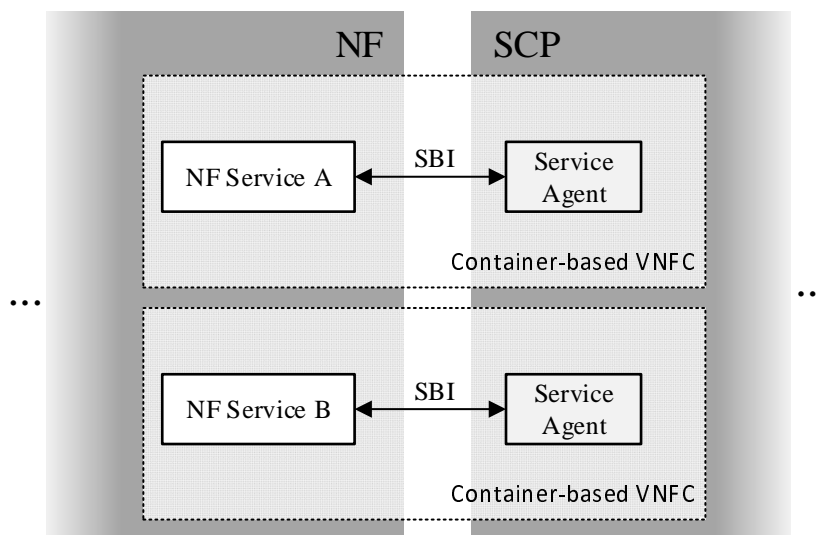 NF SCP
SBI
NF Service A
Service
Agent
Container-based VNFC
...
..
SBI
NF Service B
Service
Agent
Container-based VNFC